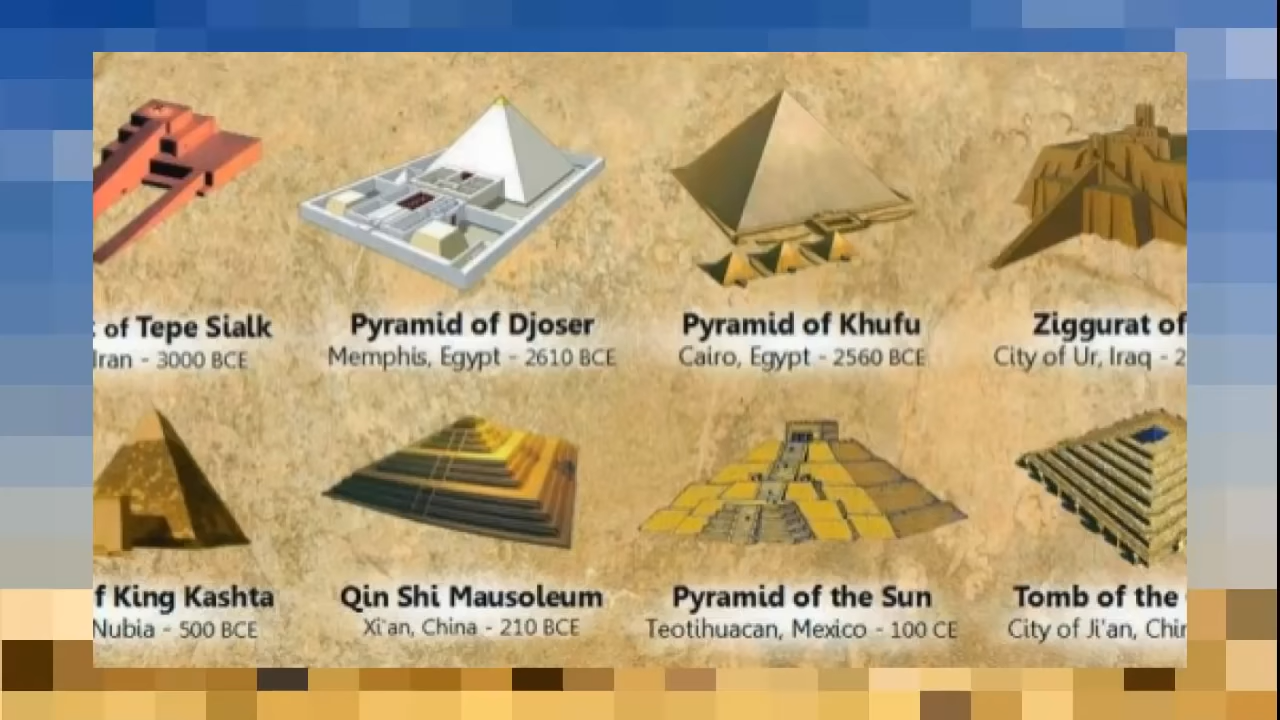 of Tepe Sialk
Iran - 3000 BCE
Pyramid of Djoser
Memphis, Egypt - 2610 BCE
Pyramid of Khufu
Cairo, Egypt - 2560 BCE
Ziggurat of
City of Ur, Iraq - 2
f King Kashta
Nubia - 500 BCE
Qin Shi Mausoleum
Xi'an, China - 210 BCE
Pyramid of the Sun
Teotihuacan, Mexico - 100 CE
Tomb of the
City of Ji'an, Chin